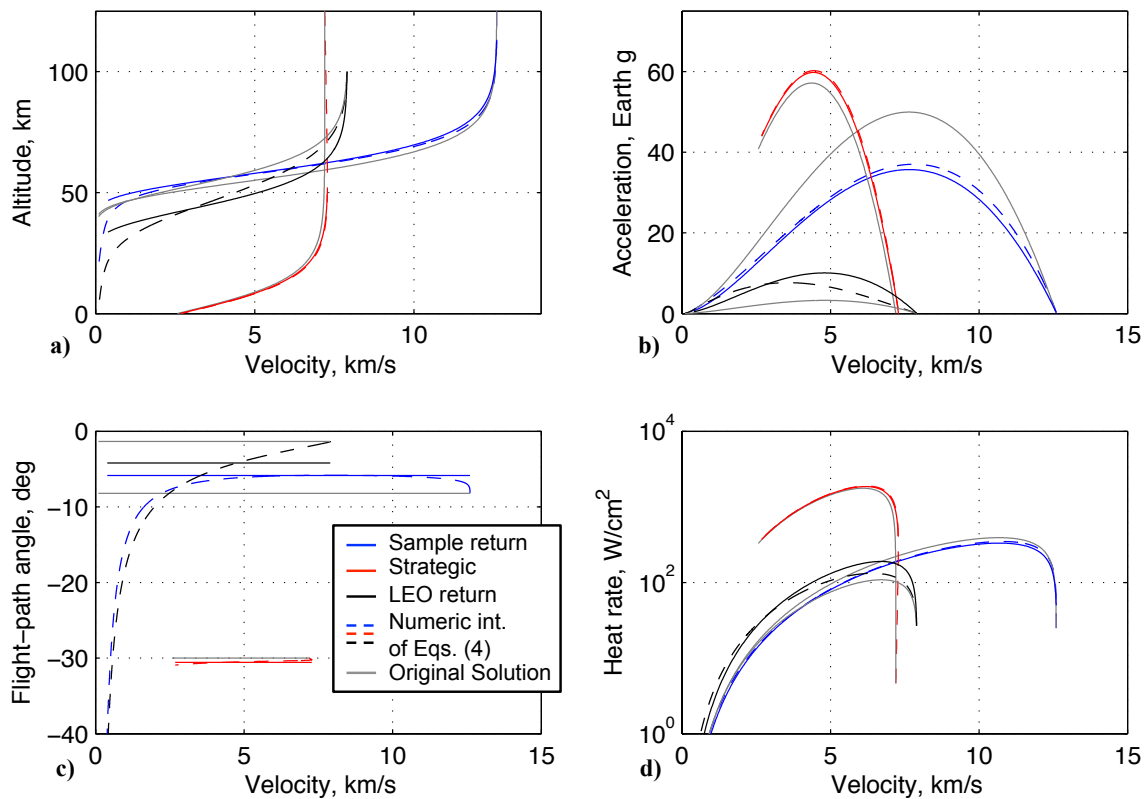 100
50
0
Altitude, km
0
5
10
Velocity, km/s
a)
60
40
20
0
Acceleration, Earth g
0
5
10
15
Velocity, km/s
b)
0
−10
−20
−30
−40
Flight−path angle, deg
0
5
10
15
Velocity, km/s
c)
Sample return
Strategic
LEO return
Numeric int.
of Eqs. (4)
Original Solution
10^4
10^2
10^0
Heat rate, W/cm^2
0
5
10
15
Velocity, km/s
d)